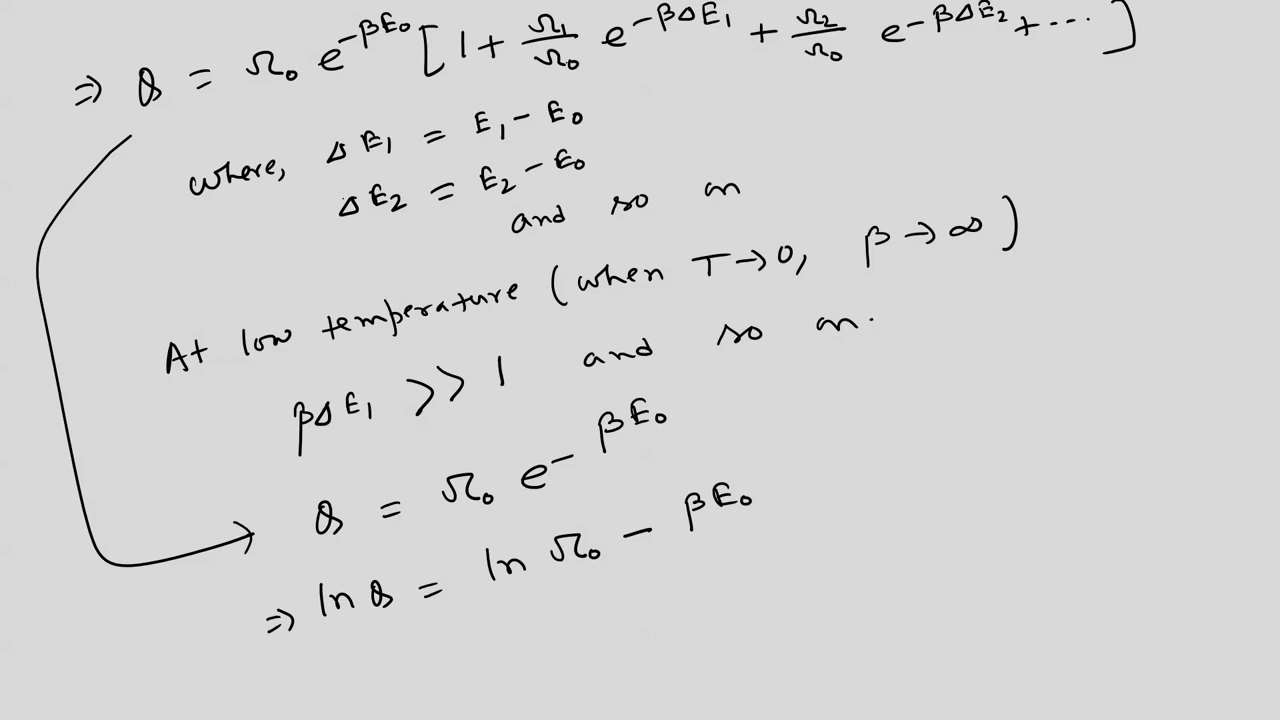 ⇒ Q = Ω₀ e^{-βE₀} [ 1 + Ω₁/Ω₀ e^{-βΔE₁} + Ω₂/Ω₀ e^{-βΔE₂} + ... ]
where, ΔE₁ = E₁ - E₀
ΔE₂ = E₂ - E₀
and so on
At low temperature (when T → 0, β → ∞)
βΔE₁ >> 1 and so on.
Q = Ω₀ e^{-βE₀}
⇒ ln Q = ln Ω₀ - βE₀